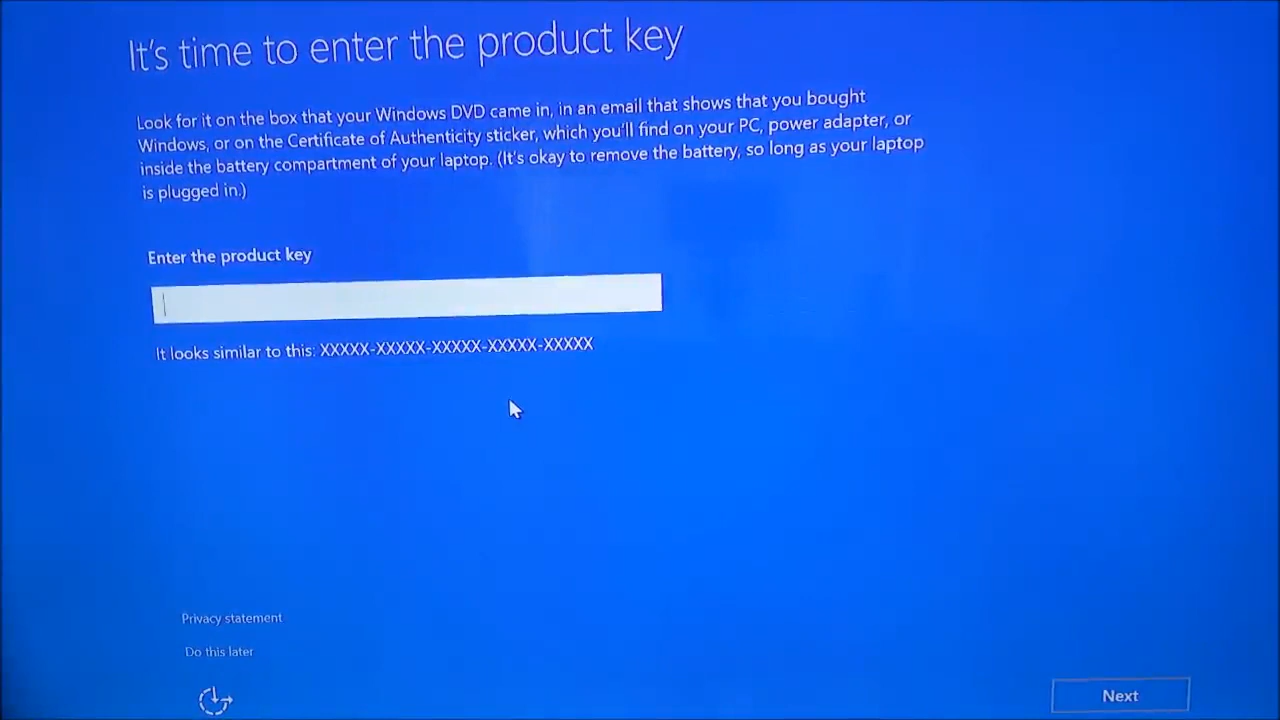 It's time to enter the product key
Look for it on the box that your Windows DVD came in, in an email that shows that you bought
Windows, or on the Certificate of Authenticity sticker, which you'll find on your PC, power adapter, or
inside the battery compartment of your laptop. (It's okay to remove the battery, so long as your laptop
is plugged in.)
Enter the product key
It looks similar to this: XXXXX-XXXXX-XXXXX-XXXXX-XXXXX
Privacy statement
Do this later
Next